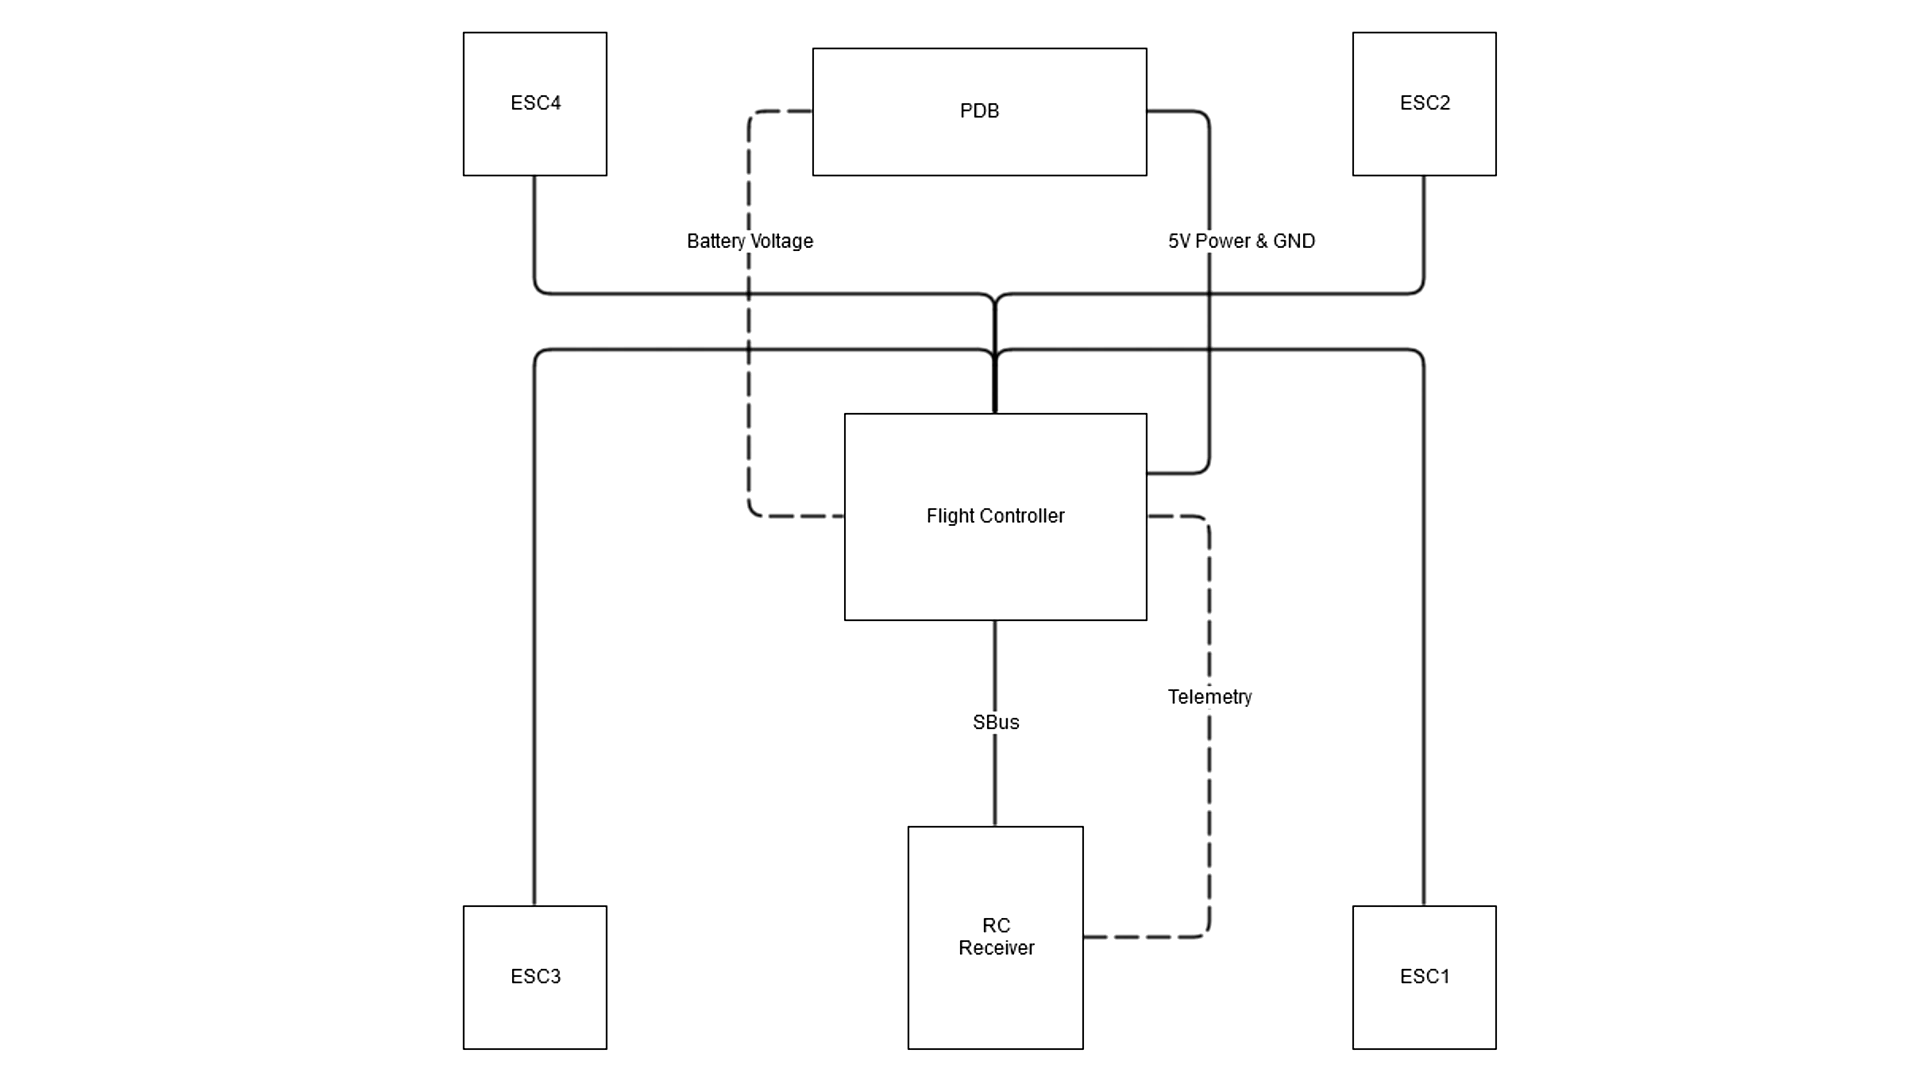 ESC4
PDB
ESC2
Battery Voltage
5V Power & GND
Flight Controller
Telemetry
SBus
RC
Receiver
ESC3
ESC1